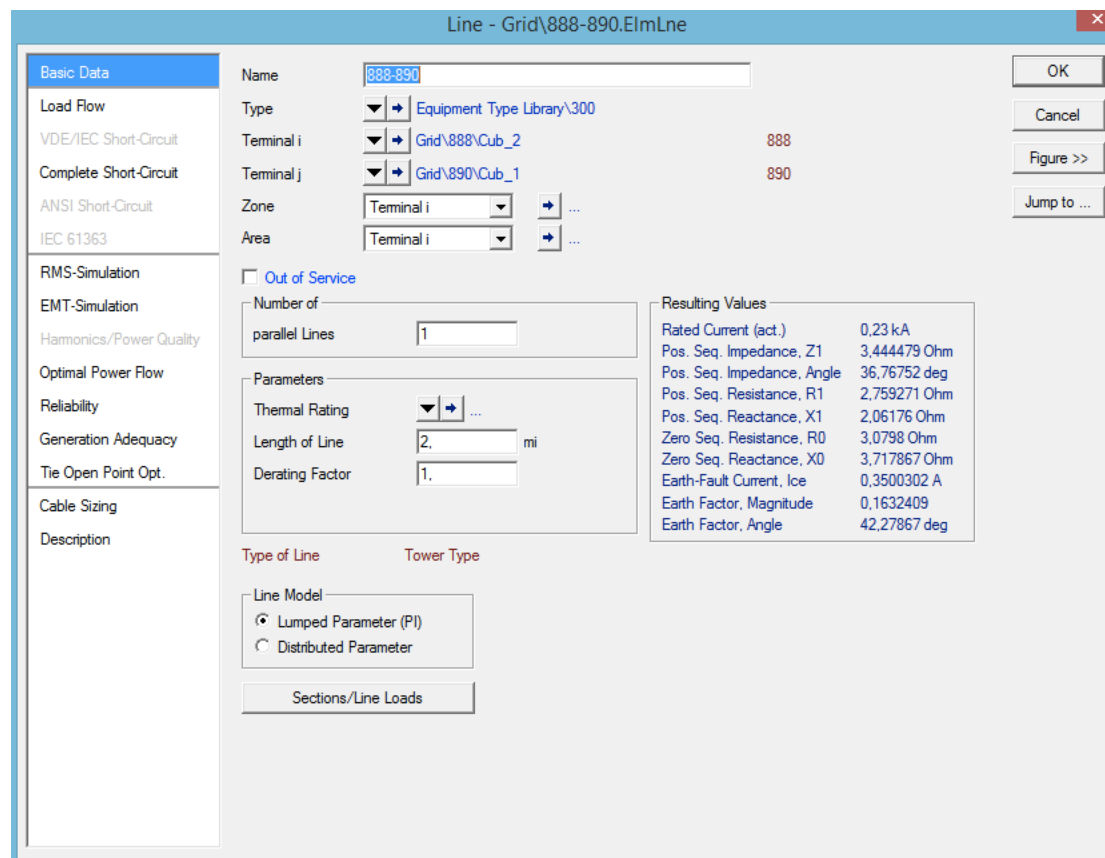 Line - Grid\888-890.ElmLne
Basic Data
Load Flow
VDE/IEC Short-Circuit
Complete Short-Circuit
ANSI Short-Circuit
IEC 61363
RMS-Simulation
EMT-Simulation
Harmonics/Power Quality
Optimal Power Flow
Reliability
Generation Adequacy
Tie Open Point Opt.
Cable Sizing
Description
Name 888-890
Type Equipment Type Library\300
Terminal i Grid\888\Cub_2 888
Terminal j Grid\890\Cub_1 890
Zone Terminal i ...
Area Terminal i ...
Out of Service
Number of
parallel Lines 1
Parameters
Thermal Rating ...
Length of Line 2, mi
Derating Factor 1,
Type of Line Tower Type
Line Model
Lumped Parameter (PI)
Distributed Parameter
Sections/Line Loads
Resulting Values
Rated Current (act.) 0,23 kA
Pos. Seq. Impedance, Z1 3,444479 Ohm
Pos. Seq. Impedance, Angle 36,76752 deg
Pos. Seq. Resistance, R1 2,759271 Ohm
Pos. Seq. Reactance, X1 2,06176 Ohm
Zero Seq. Resistance, R0 3,0798 Ohm
Zero Seq. Reactance, X0 3,717867 Ohm
Earth-Fault Current, Ice 0,3500302 A
Earth Factor, Magnitude 0,1632409
Earth Factor, Angle 42,27867 deg
OK
Cancel
Figure >>
Jump to ...